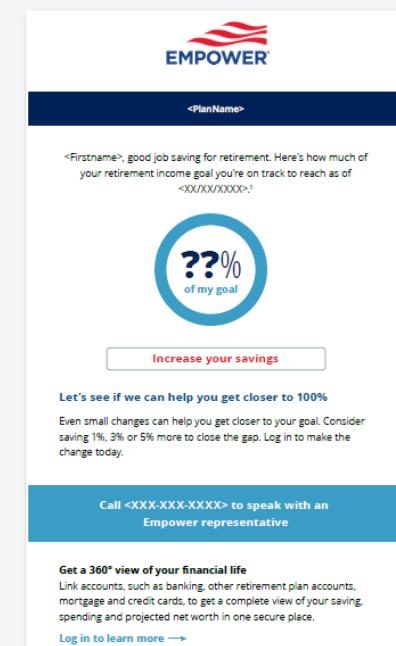 EMPOWER
<PlanName>
<Firstname>, good job saving for retirement. Here's how much of
your retirement income goal you're on track to reach as of
<XX/XX/XXXX>.¹
??%
of my goal
Increase your savings
Let's see if we can help you get closer to 100%
Even small changes can help you get closer to your goal. Consider
saving 1%, 3% or 5% more to close the gap. Log in to make the
change today.
Call <XXX-XXX-XXXX> to speak with an
Empower representative
Get a 360° view of your financial life
Link accounts, such as banking, other retirement plan accounts,
mortgage and credit cards, to get a complete view of your saving,
spending and projected net worth in one secure place.
Log in to learn more →